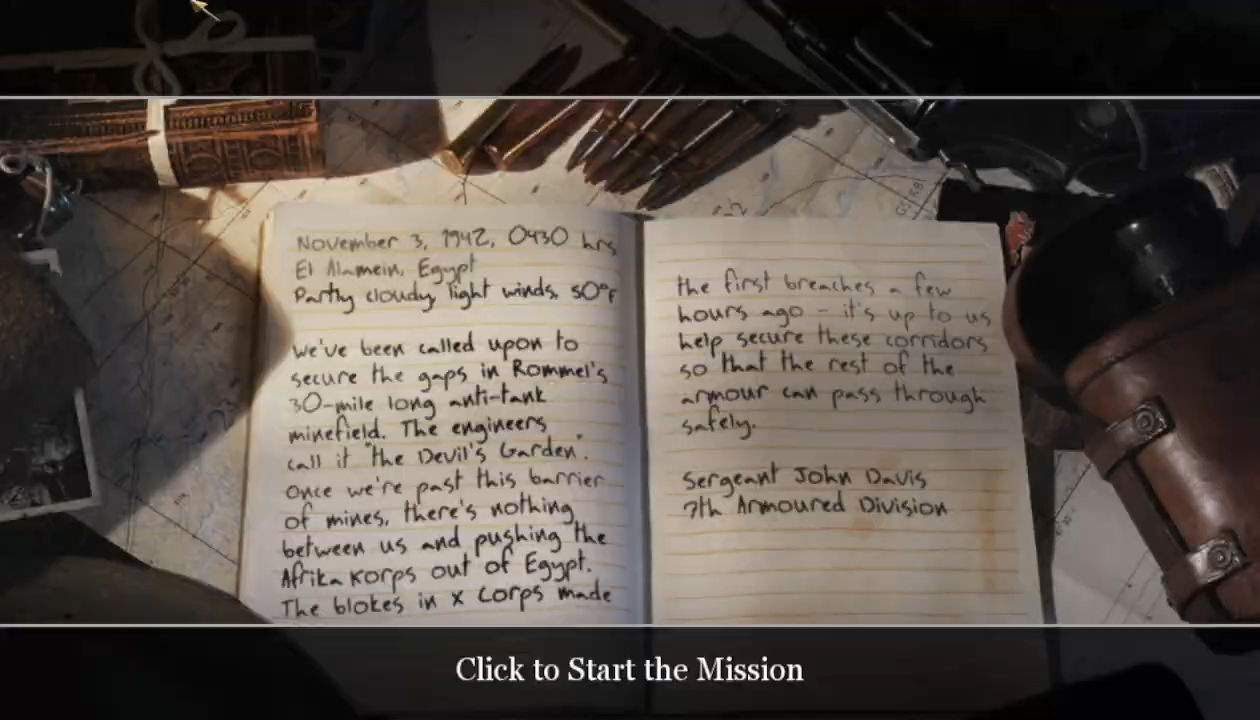 November 3, 1942, 0430 hrs
El Alamein, Egypt
Partly cloudy, light winds, 50°F
We've been called upon to
secure the gaps in Rommel's
30-mile long anti-tank
minefield. The engineers
call it "the Devil's Garden".
Once we're past this barrier
of mines, there's nothing
between us and pushing the
Afrika Korps out of Egypt.
The blokes in X Corps made
the first breaches a few
hours ago - it's up to us
help secure these corridors
so that the rest of the
armour can pass through
safely.
Sergeant John Davis
7th Armoured Division
Click to Start the Mission